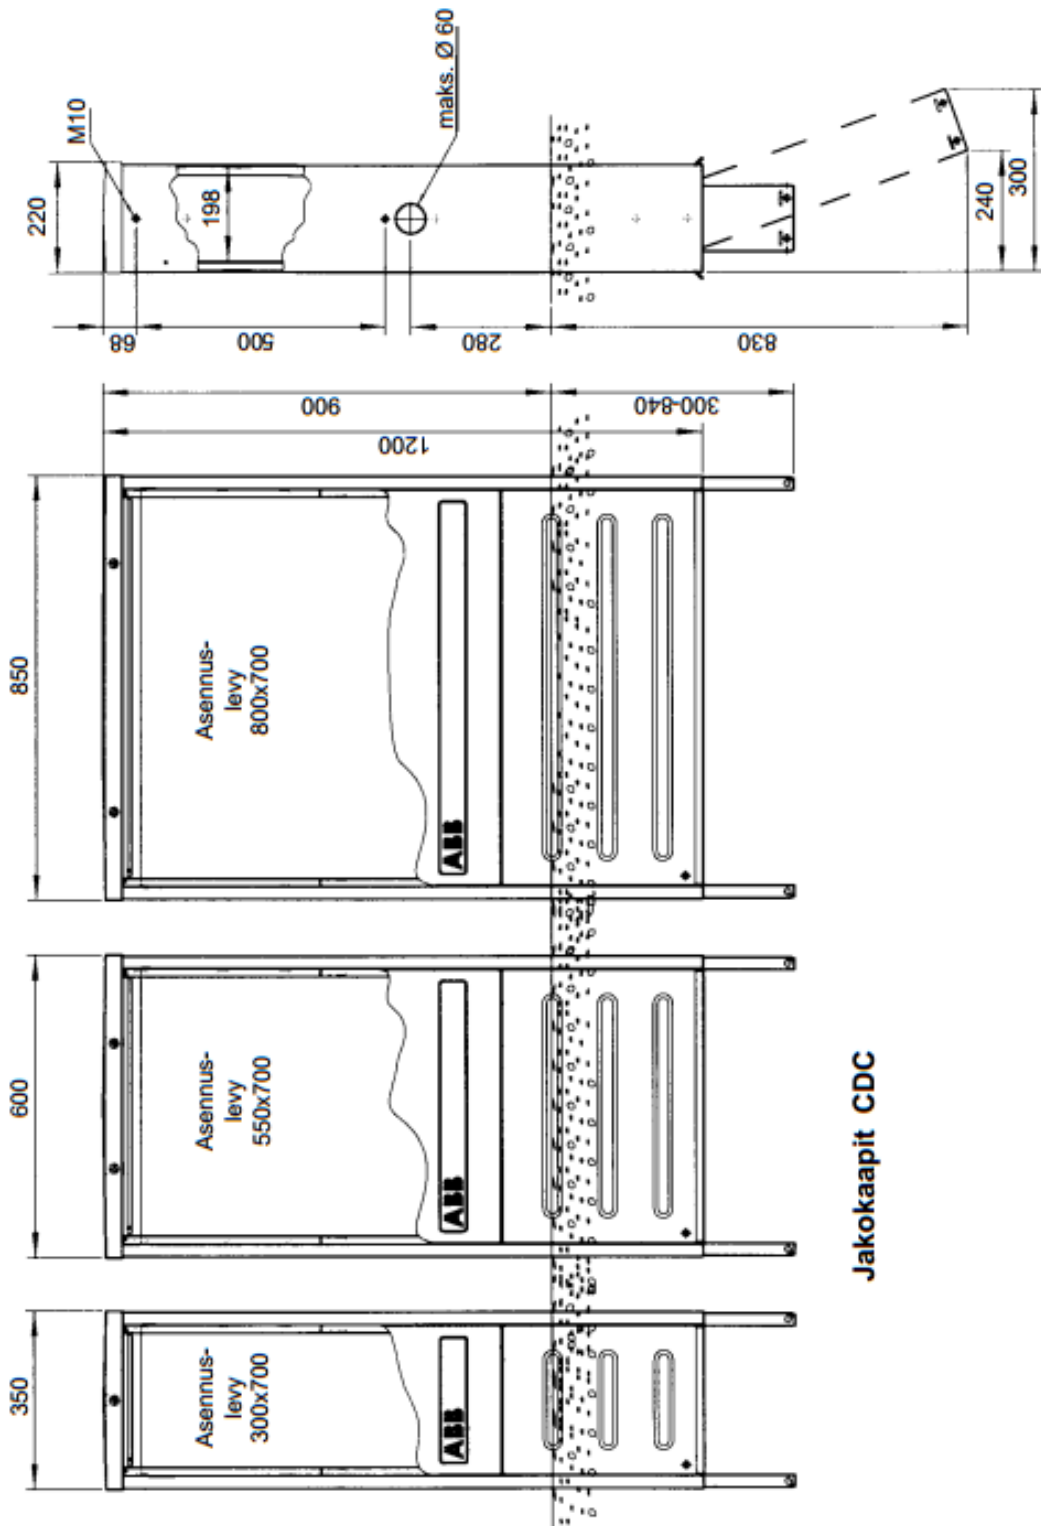 M10
maks. Ø 60
220
198
68
500
280
830
240
300
900
300-840
1200
850
Asennus-
levy
800x700
ABB
600
Asennus-
levy
550x700
ABB
350
Asennus-
levy
300x700
ABB
Jakokaapit CDC